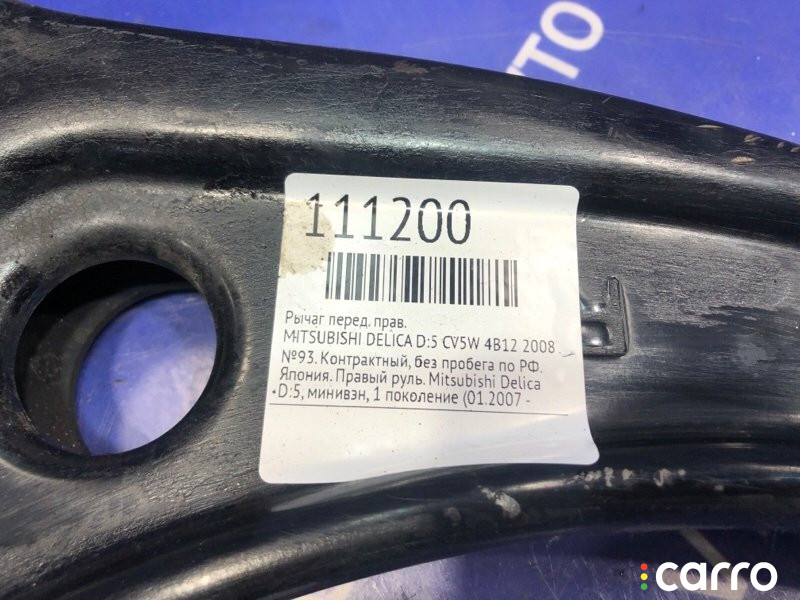 УТО
111200
Рычаг перед. прав.
MITSUBISHI DELICA D:5 CV5W 4B12 2008
№93. Контрактный, без пробега по РФ.
Япония. Правый руль. Mitsubishi Delica
D:5, минивэн, 1 поколение (01.2007 -
carro